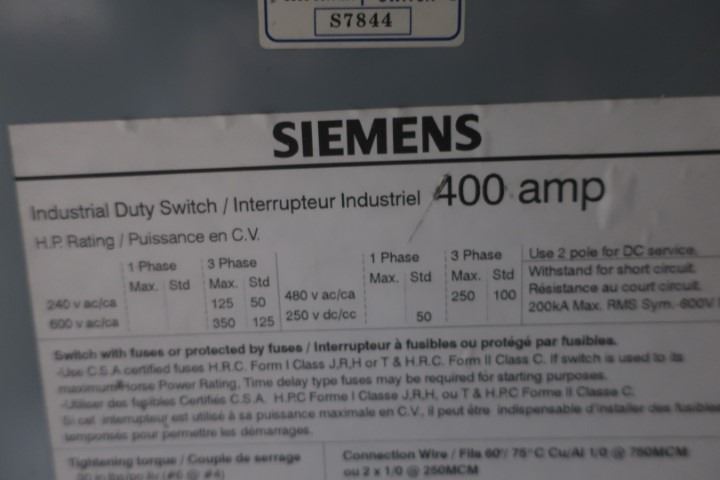 S7844
SIEMENS
Industrial Duty Switch / Interrupteur Industriel 400 amp
H.P. Rating / Puissance en C.V.
1 Phase 3 Phase 1 Phase 3 Phase Use 2 pole for DC service.
Max. Std Max. Std Max. Std Max. Std Withstand for short circuit.
240 v ac/ca 125 50 480 v ac/ca 250 100 Résistance au court circuit.
600 v ac/ca 350 125 250 v dc/cc 50 200kA Max. RMS Sym.-600V
Switch with fuses or protected by fuses / Interrupteur à fusibles ou protégé par fusibles.
-Use C.S.A certified fuses H.R.C. Form I Class J,R,H or T & H.R.C. Form II Class C. If switch is used to its
maximum Horse Power Rating, Time delay type fuses may be required for starting purposes.
-Utiliser des fusibles Certifiés C.S.A. H.P.C Forme I Classe J,R,H, ou T & H.P.C Forme II Classe C.
Si cet interrupteur est utilisé à sa puissance maximale en C.V., il peut être indispensable d'installer des fusibles
temporisés pour permettre les démarrages.
Tightening torque / Couple de serrage Connection Wire / Fils 60°/ 75°C Cu/Al 1/0 @ 750MCM
ou 2 x 1/0 @ 250MCM